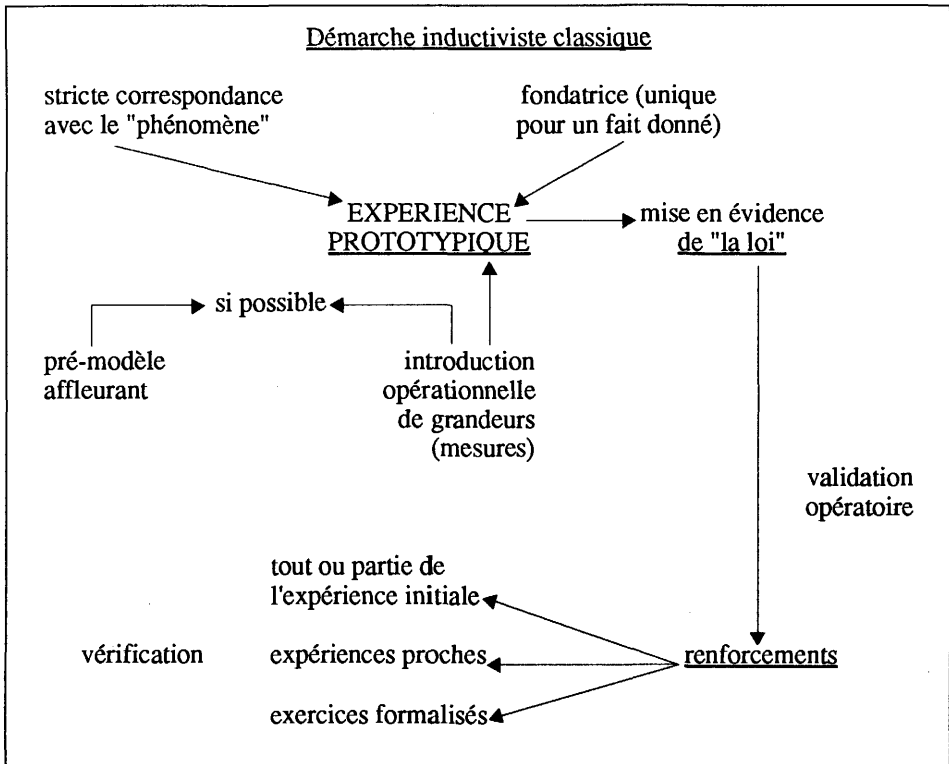 Démarche inductiviste classique
stricte correspondance
avec le "phénomène"
fondatrice (unique
pour un fait donné)
EXPERIENCE
PROTOTYPIQUE
mise en évidence
de "la loi"
si possible
pré-modèle
affleurant
introduction
opérationnelle
de grandeurs
(mesures)
validation
opératoire
tout ou partie de
l'expérience initiale
vérification
expériences proches
renforcements
exercices formalisés